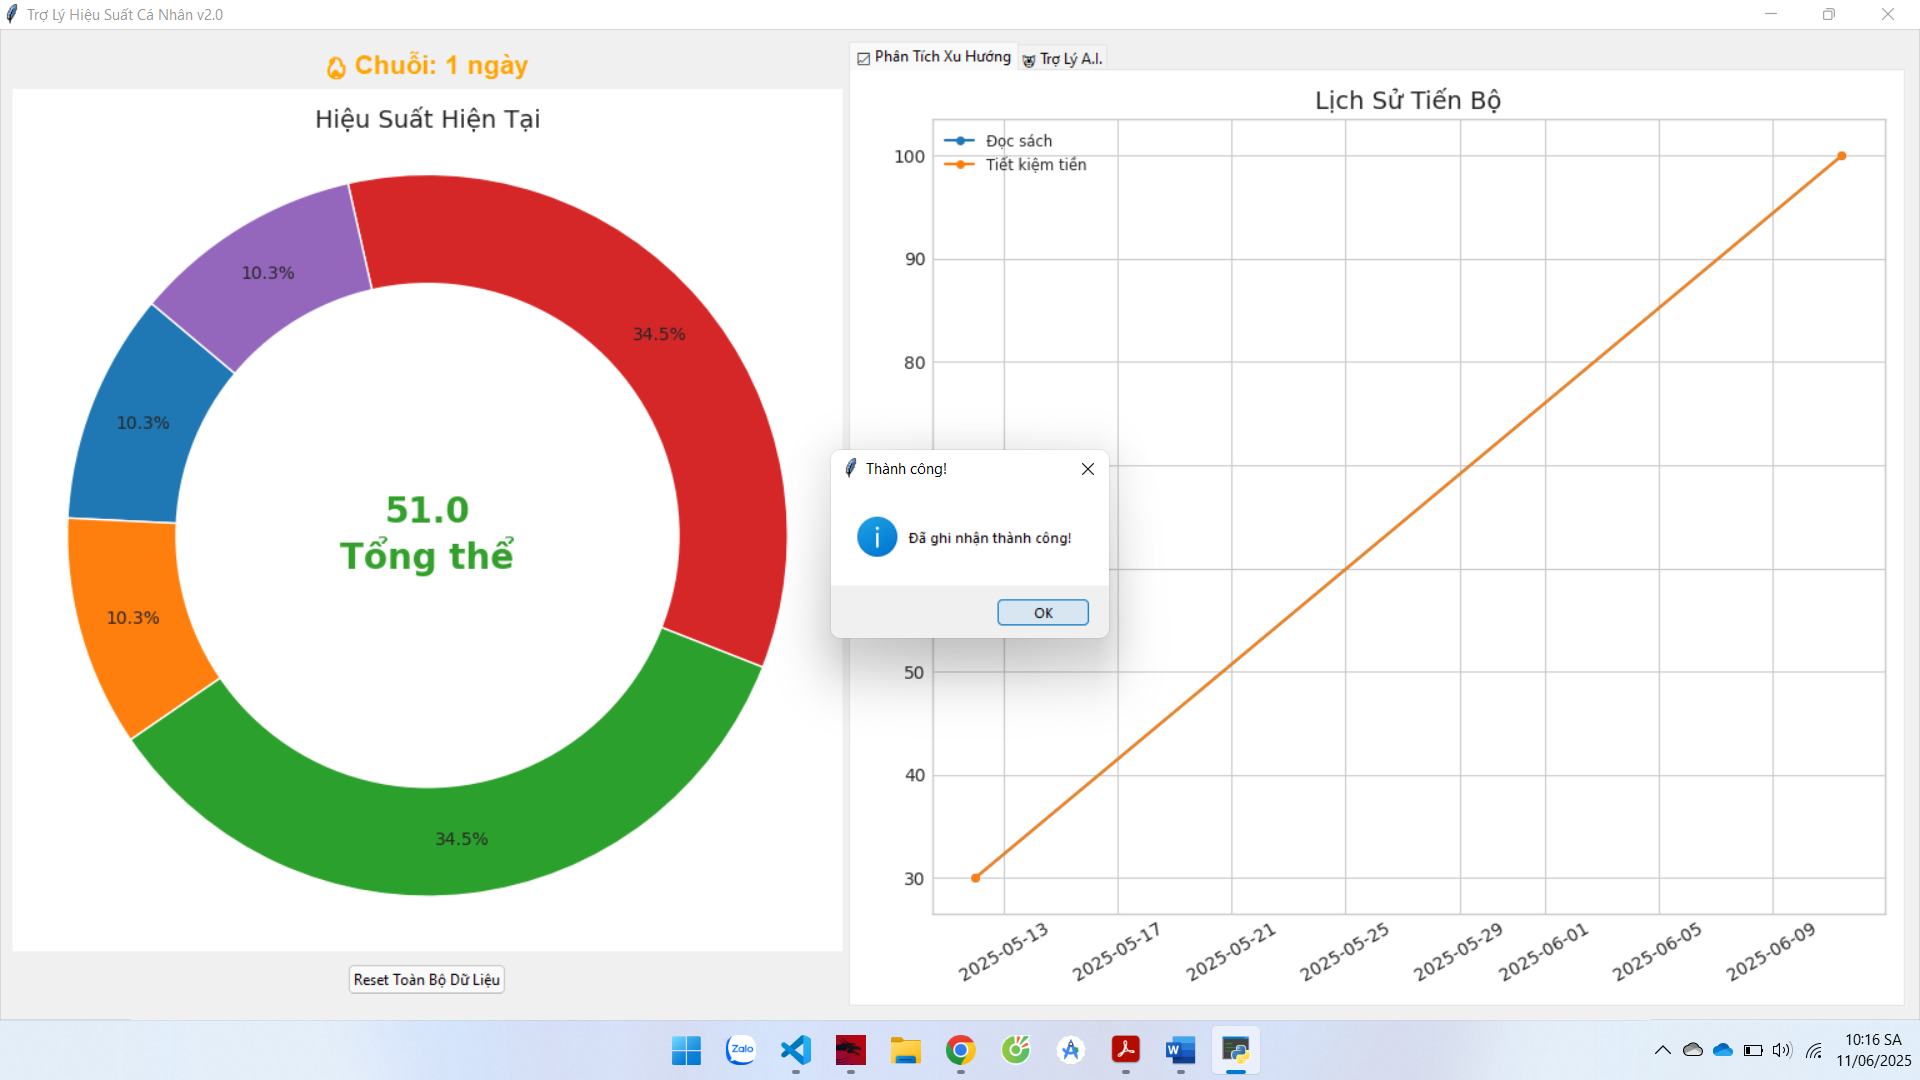 Trợ Lý Hiệu Suất Cá Nhân v2.0
Chuỗi: 1 ngày
Hiệu Suất Hiện Tại
10.3%
34.5%
10.3%
51.0
Tổng thể
10.3%
34.5%
Reset Toàn Bộ Dữ Liệu
Phân Tích Xu Hướng
Trợ Lý A.I.
Lịch Sử Tiến Bộ
Đọc sách
Tiết kiệm tiền
100
90
80
50
40
30
2025-05-13
2025-05-17
2025-05-21
2025-05-25
2025-05-29
2025-06-01
2025-06-05
2025-06-09
Thành công!
Đã ghi nhận thành công!
OK
Zalo
W
10:16 SA
11/06/2025